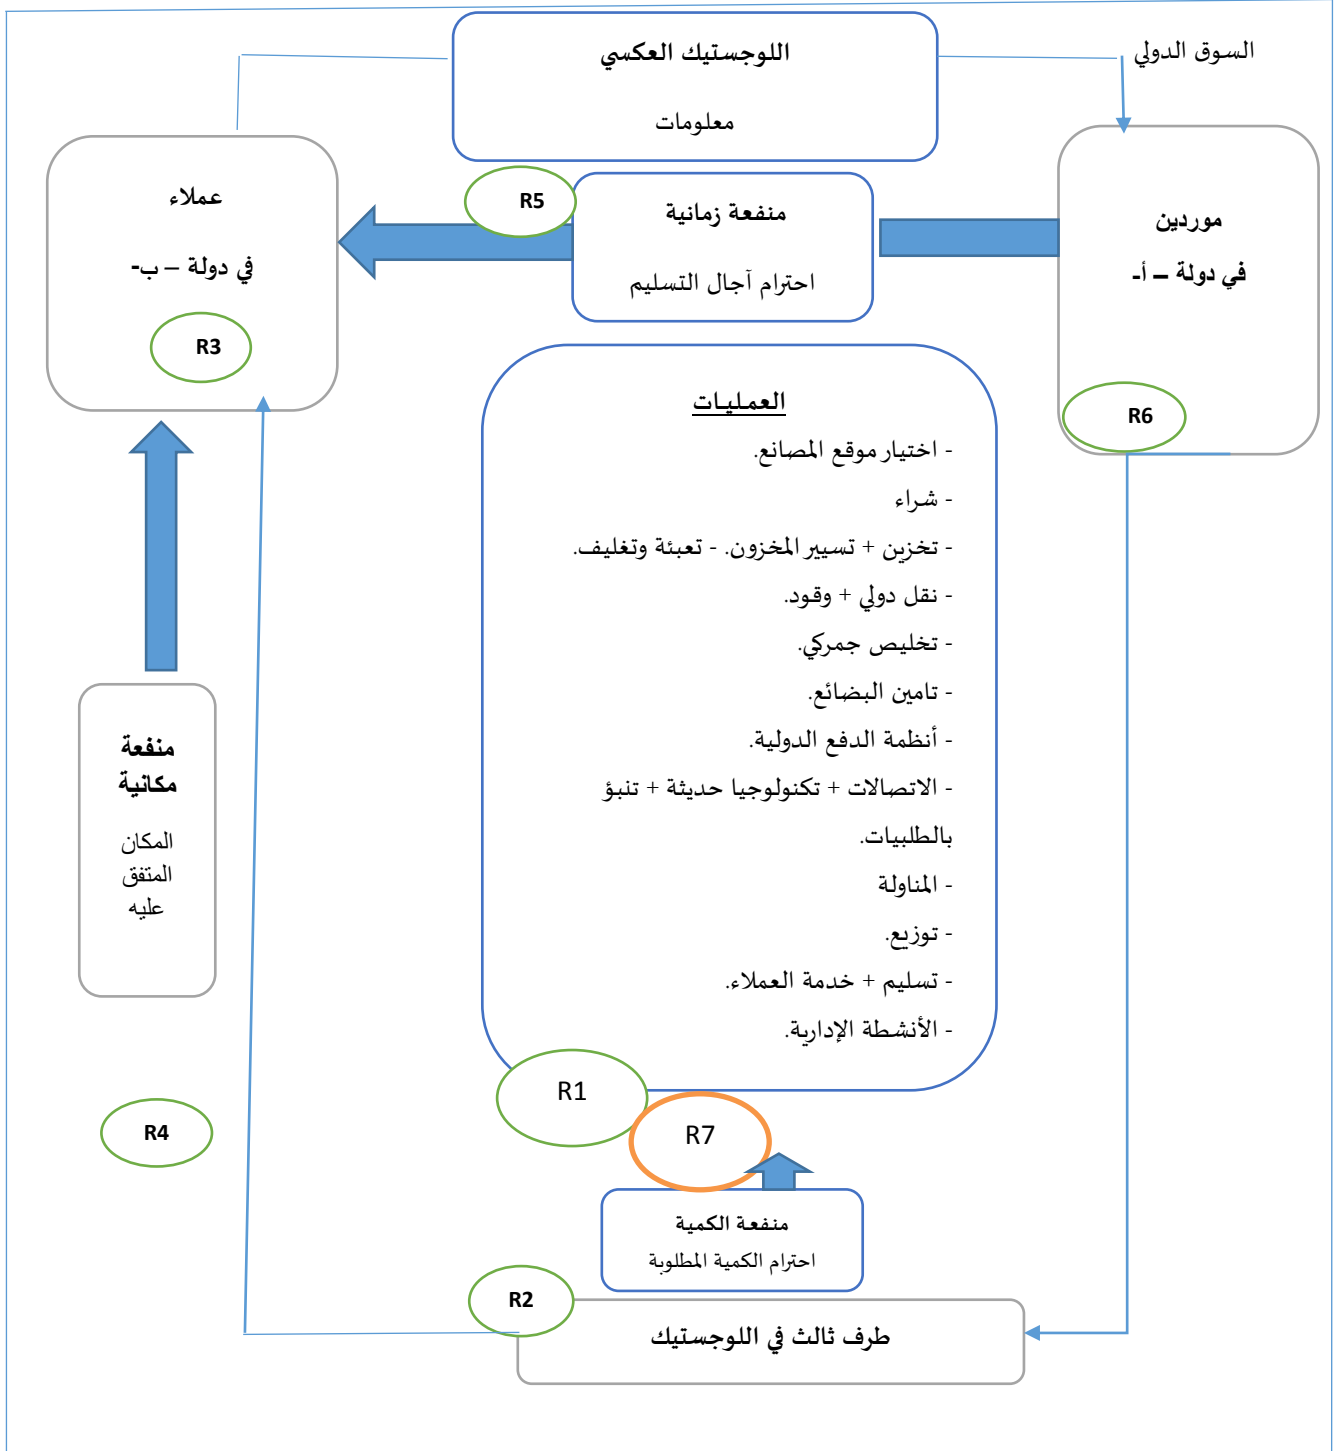 السوق الدولي
اللوجستيك العكسي
معلومات
موردين
في دولة – أ-
R6
منفعة زمانية
احترام آجال التسليم
R5
عملاء
في دولة – ب-
R3
العمليات
- اختيار موقع المصانع.
- شراء
- تخزين + تسيير المخزون. - تعبئة وتغليف.
- نقل دولي + وقود.
- تخليص جمركي.
- تامين البضائع.
- أنظمة الدفع الدولية.
- الاتصالات + تكنولوجيا حديثة + تنبؤ
بالطلبيات.
- المناولة
- توزيع.
- تسليم + خدمة العملاء.
- الأنشطة الإدارية.
منفعة
مكانية
المكان
المتفق
عليه
R1
R7
R4
منفعة الكمية
احترام الكمية المطلوبة
R2
طرف ثالث في اللوجستيك